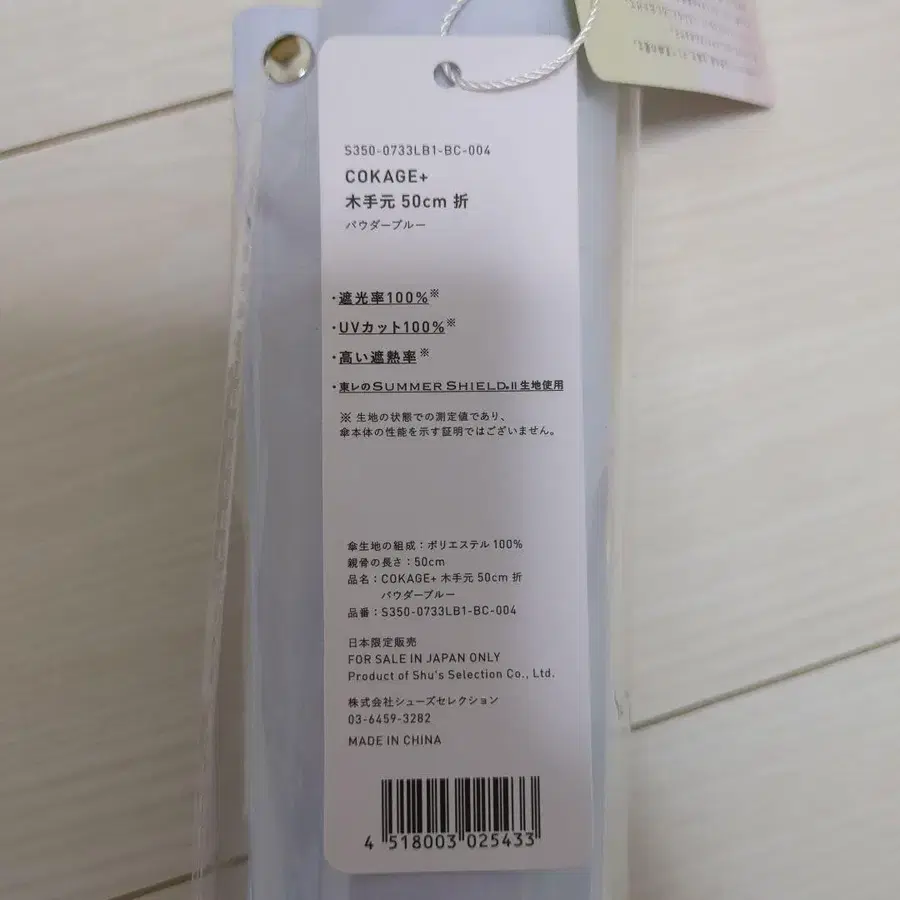 S350-0733LB1-BC-004
COKAGE+
木手元 50cm 折
パウダーブルー
・遮光率100%※
・UVカット100%※
・高い遮熱率※
・東レのSUMMER SHIELD®II生地使用
※ 生地の状態での測定値であり、
傘本体の性能を示す証明ではございません。
傘生地の組成：ポリエステル 100%
親骨の長さ：50cm
品名：COKAGE+ 木手元 50cm 折
パウダーブルー
品番：S350-0733LB1-BC-004
日本限定販売
FOR SALE IN JAPAN ONLY
Product of Shu's Selection Co., Ltd.
株式会社シューズセレクション
03-6459-3282
MADE IN CHINA
4 518003 025433